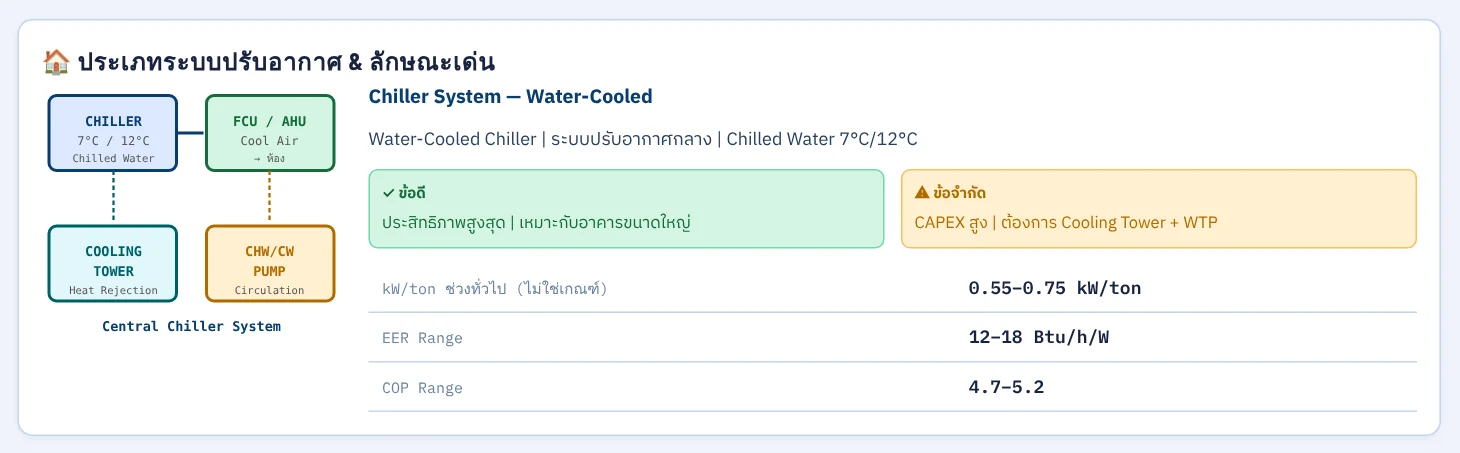 🏠 ประเภทระบบปรับอากาศ & ลักษณะเด่น
CHILLER
7°C / 12°C
Chilled Water
FCU / AHU
Cool Air
→ ห้อง
COOLING
TOWER
Heat Rejection
CHW/CW
PUMP
Circulation
Central Chiller System
Chiller System — Water-Cooled
Water-Cooled Chiller | ระบบปรับอากาศกลาง | Chilled Water 7°C/12°C
✓ ข้อดี
ประสิทธิภาพสูงสุด | เหมาะกับอาคารขนาดใหญ่
⚠ ข้อจำกัด
CAPEX สูง | ต้องการ Cooling Tower + WTP
kW/ton ช่วงทั่วไป (ไม่ใช่เกณฑ์) 0.55–0.75 kW/ton
EER Range 12–18 Btu/h/W
COP Range 4.7–5.2